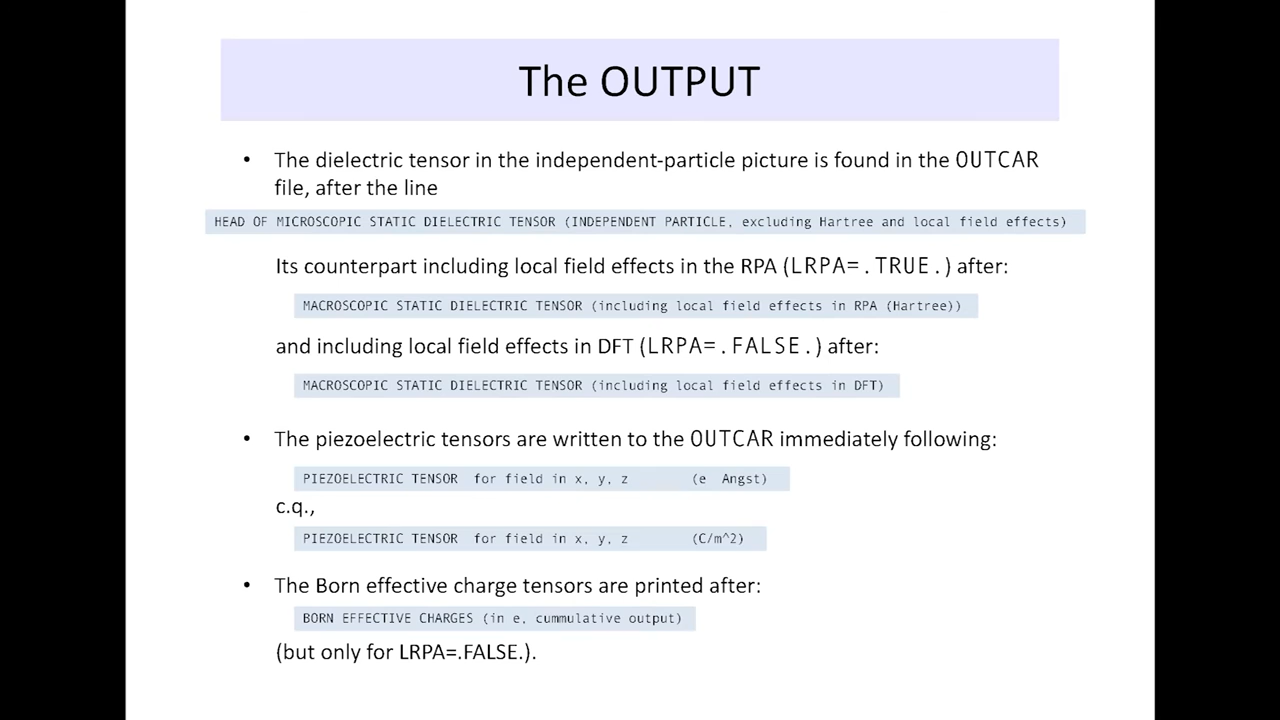 The OUTPUT
• The dielectric tensor in the independent-particle picture is found in the OUTCAR
file, after the line
HEAD OF MICROSCOPIC STATIC DIELECTRIC TENSOR (INDEPENDENT PARTICLE, excluding Hartree and local field effects)
Its counterpart including local field effects in the RPA (LRPA=.TRUE.) after:
MACROSCOPIC STATIC DIELECTRIC TENSOR (including local field effects in RPA (Hartree))
and including local field effects in DFT (LRPA=.FALSE.) after:
MACROSCOPIC STATIC DIELECTRIC TENSOR (including local field effects in DFT)
• The piezoelectric tensors are written to the OUTCAR immediately following:
PIEZOELECTRIC TENSOR for field in x, y, z (e Angst)
c.q.,
PIEZOELECTRIC TENSOR for field in x, y, z (C/m^2)
• The Born effective charge tensors are printed after:
BORN EFFECTIVE CHARGES (in e, cummulative output)
(but only for LRPA=.FALSE.).